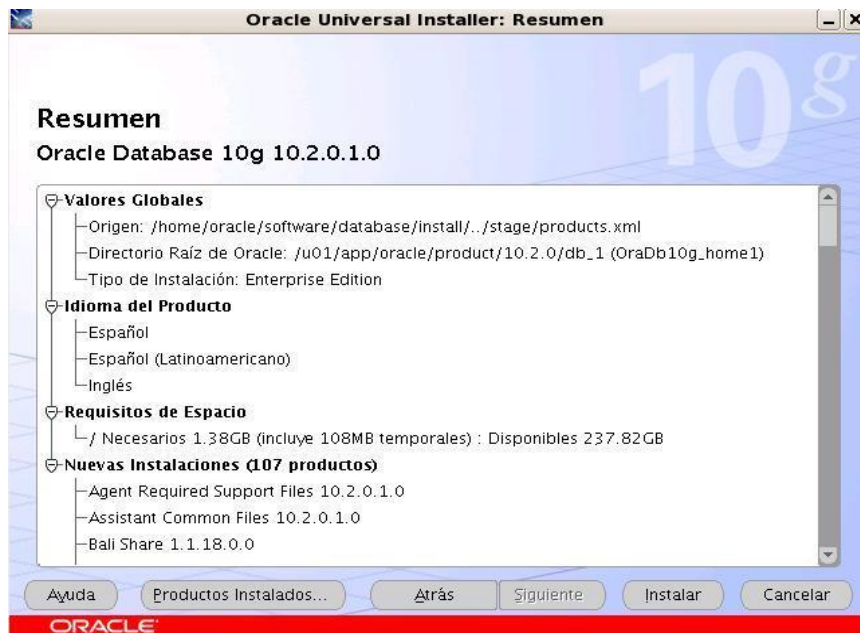 Oracle Universal Installer: Resumen
10g
Resumen
Oracle Database 10g 10.2.0.1.0
Valores Globales
Origen: /home/oracle/software/database/install/../stage/products.xml
Directorio Raíz de Oracle: /u01/app/oracle/product/10.2.0/db_1 (OraDb10g_home1)
Tipo de Instalación: Enterprise Edition
Idioma del Producto
Español
Español (Latinoamericano)
Inglés
Requisitos de Espacio
/ Necesarios 1.38GB (incluye 108MB temporales) : Disponibles 237.82GB
Nuevas Instalaciones (107 productos)
Agent Required Support Files 10.2.0.1.0
Assistant Common Files 10.2.0.1.0
Bali Share 1.1.18.0.0
Ayuda Productos Instalados... Atrás Siguiente Instalar Cancelar
ORACLE